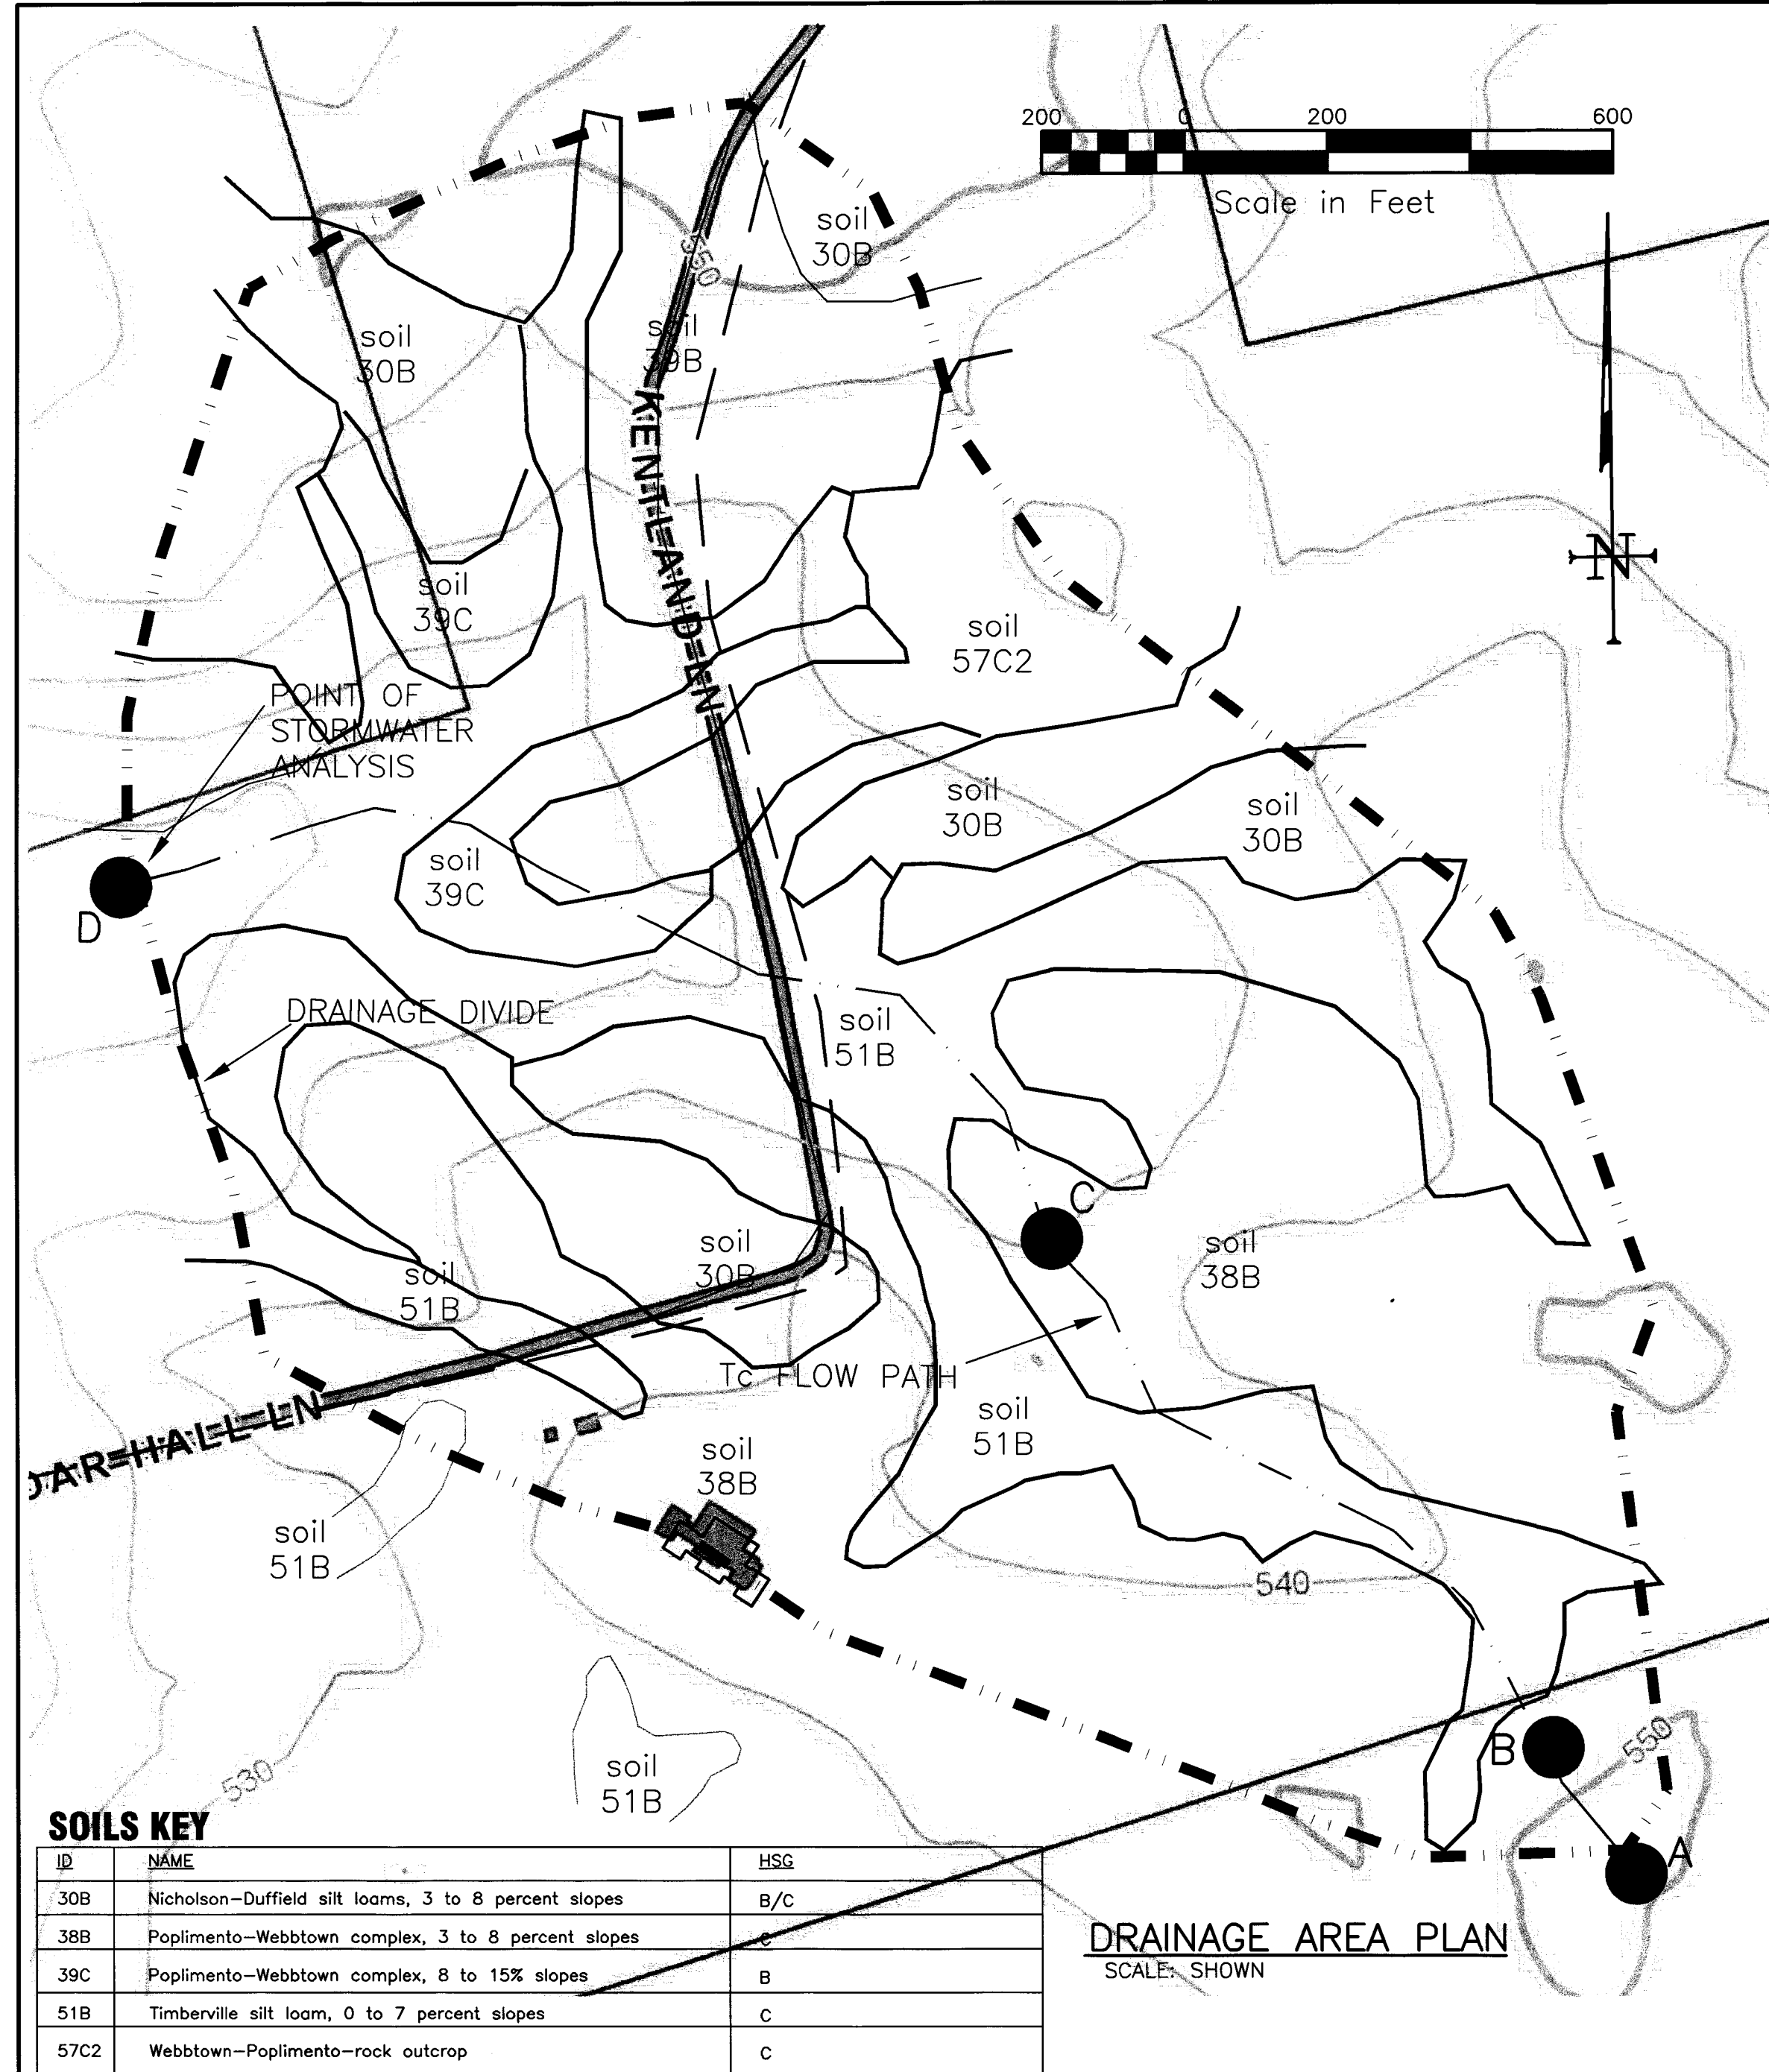 200 0 200 600
Scale in Feet
soil
30B
550
soil
30B
soil
39B
KENTLAND LN
N
soil
39C
soil
57C2
POINT OF
STORMWATER
ANALYSIS
soil
30B
soil
30B
soil
39C
D
DRAINAGE DIVIDE
soil
51B
C
soil
38B
soil
30B
soil
51B
Tc FLOW PATH
soil
51B
DAR HALL LN
soil
38B
soil
51B
540
B
550
soil
51B
530
A
SOILS KEY
ID NAME HSG
30B Nicholson-Duffield silt loams, 3 to 8 percent slopes B/C
38B Poplimento-Webbtown complex, 3 to 8 percent slopes C
39C Poplimento-Webbtown complex, 8 to 15% slopes B
51B Timberville silt loam, 0 to 7 percent slopes C
57C2 Webbtown-Poplimento-rock outcrop C
DRAINAGE AREA PLAN
SCALE: SHOWN